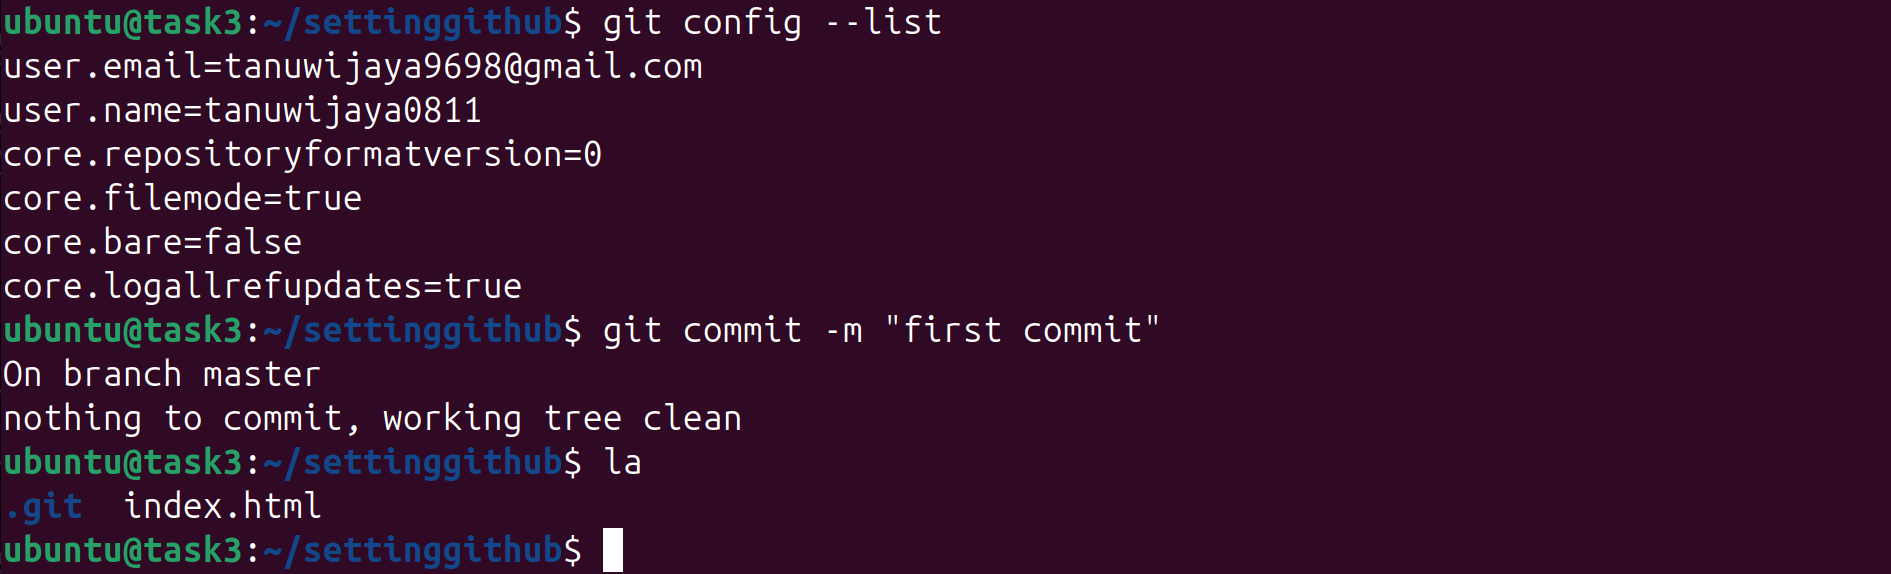 ubuntu@task3:~/settinggithub$ git config --list
user.email=tanuwijaya9698@gmail.com
user.name=tanuwijaya0811
core.repositoryformatversion=0
core.filemode=true
core.bare=false
core.logallrefupdates=true
ubuntu@task3:~/settinggithub$ git commit -m "first commit"
On branch master
nothing to commit, working tree clean
ubuntu@task3:~/settinggithub$ la
.git  index.html
ubuntu@task3:~/settinggithub$